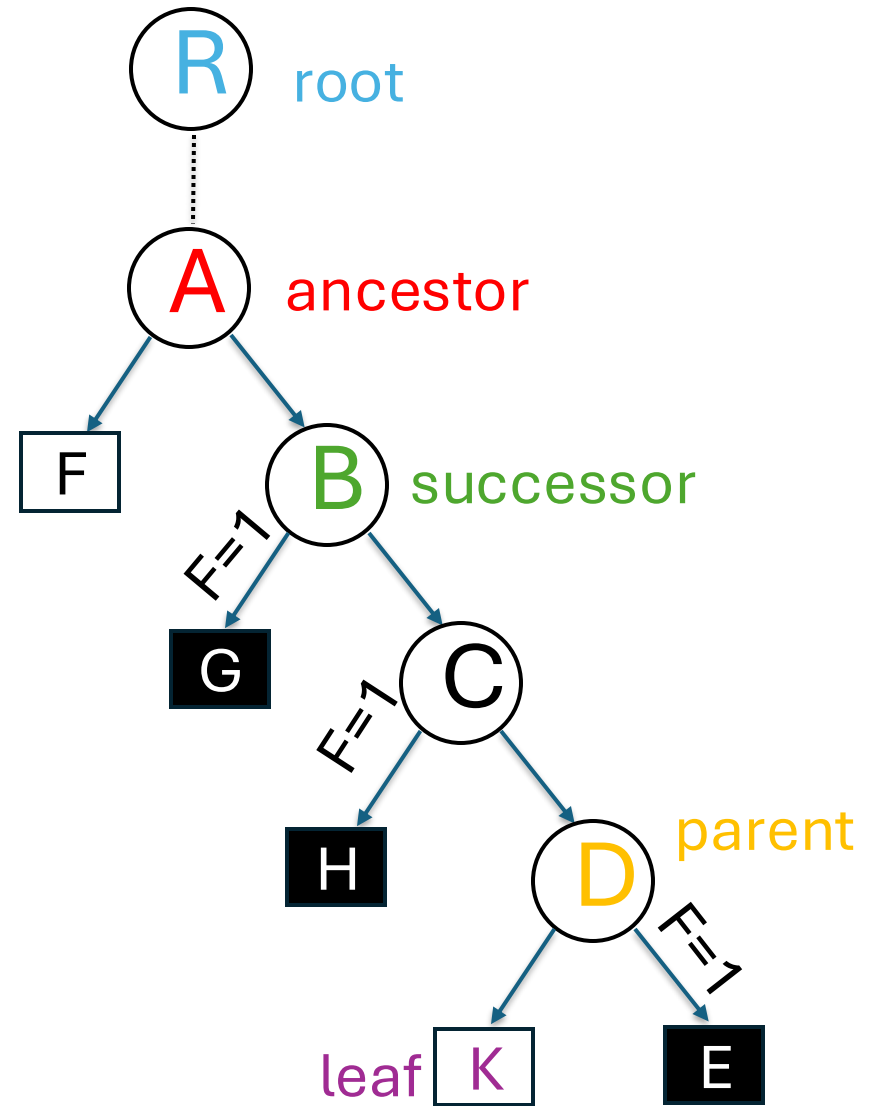 R root
A ancestor
F
B successor
F=1
G
C
F=1
H
D parent
F=1
leaf K
E